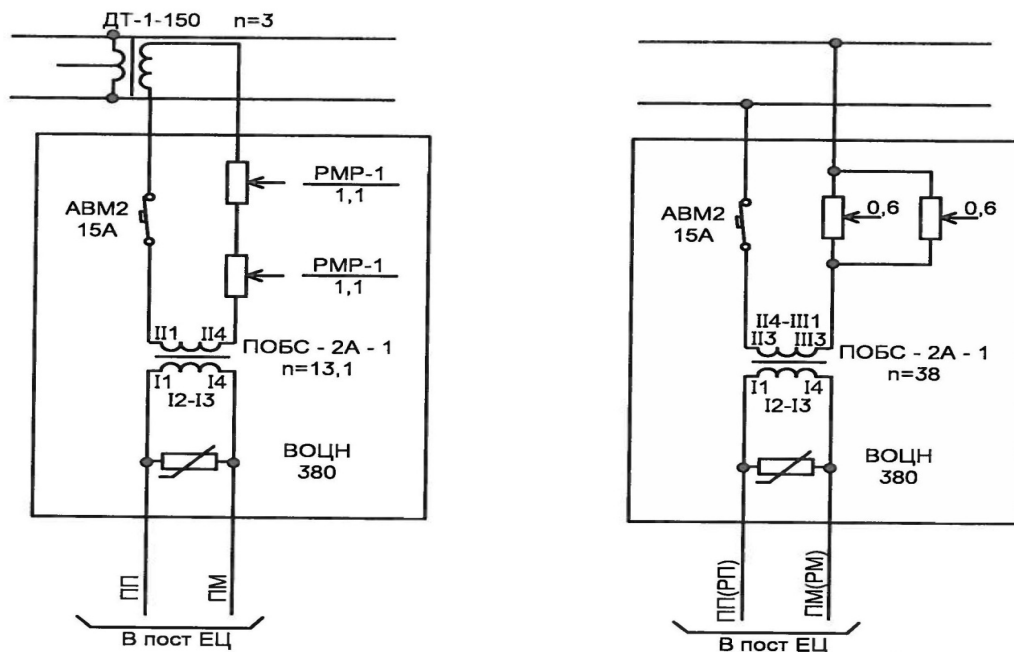 ДТ-1-150 n=3
РМР-1
1,1
АВМ2
15А
РМР-1
1,1
II1 II4
ПОБС - 2А - 1
n=13,1
I1 I4
I2-I3
ВОЦН
380
ПП
ПМ
В пост ЕЦ
0,6
0,6
АВМ2
15А
II4-III1
II3 III3
ПОБС - 2А - 1
n=38
I1 I4
I2-I3
ВОЦН
380
ПП(РП)
ПМ(РМ)
В пост ЕЦ